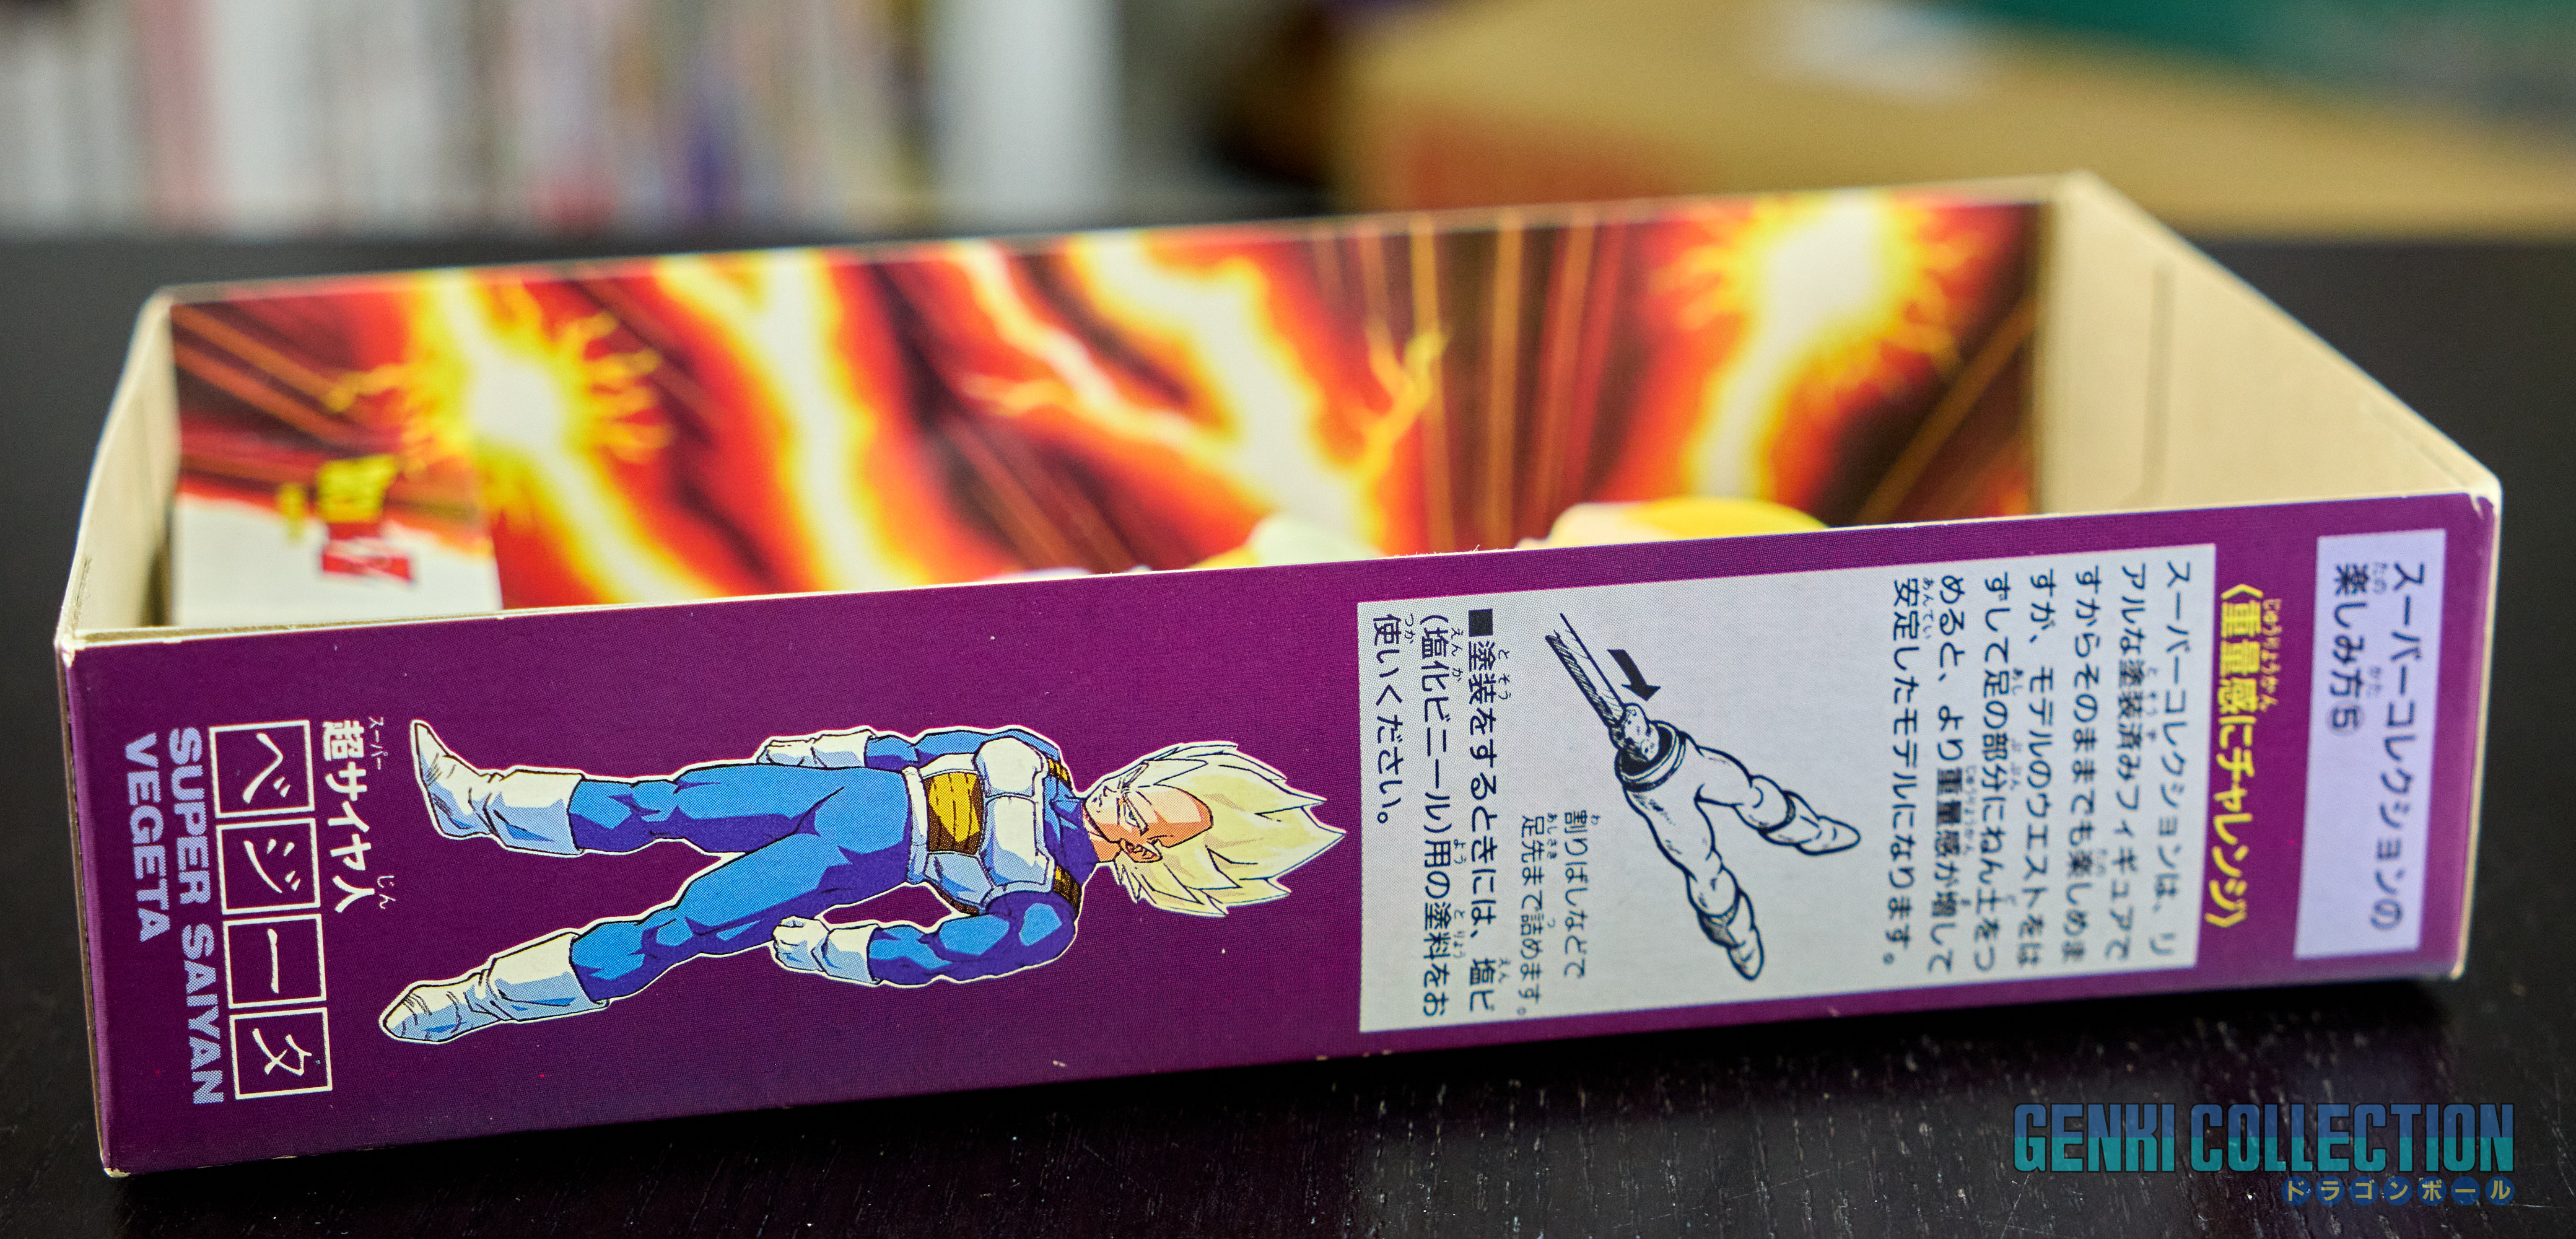 スーパーコレクションの
楽しみ方⑤
〈重量感にチャレンジ〉
スーパーコレクションは、リ
アルな塗装済みフィギュアで
すからそのままでも楽しめま
すが、モデルのウエストをは
ずして足の部分にねん土をつ
めると、より重量感が増して
安定したモデルになります。
割りばしなどで
足先まで詰めます。
■塗装をするときには、塩ビ
(塩化ビニール)用の塗料をお
使いください。
超サイヤ人
ベジータ
SUPER SAIYAN
VEGETA
GENKI COLLECTION
ドラゴンボール